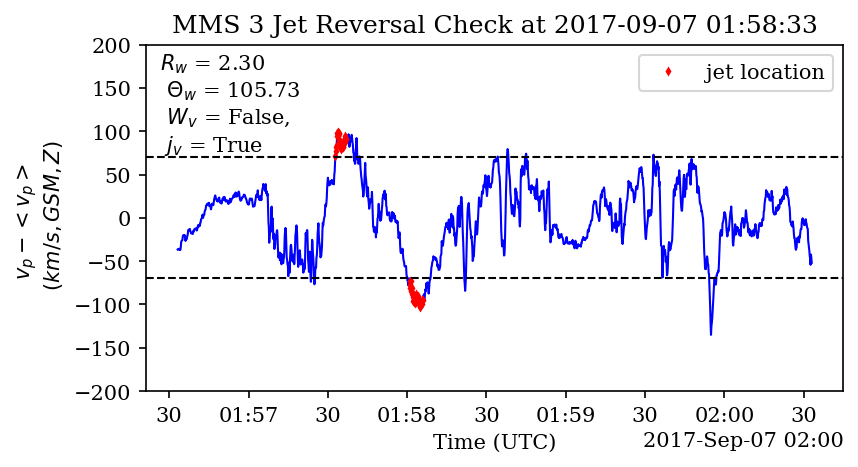 MMS 3 Jet Reversal Check at 2017-09-07 01:58:33
R_w = 2.30
Θ_w = 105.73
W_v = False,
j_v = True
jet location
200
150
100
50
0
−50
−100
−150
−200
v_p − < v_p >
(km/s, GSM, Z)
30 01:57 30 01:58 30 01:59 30 02:00 30
Time (UTC)
2017-Sep-07 02:00